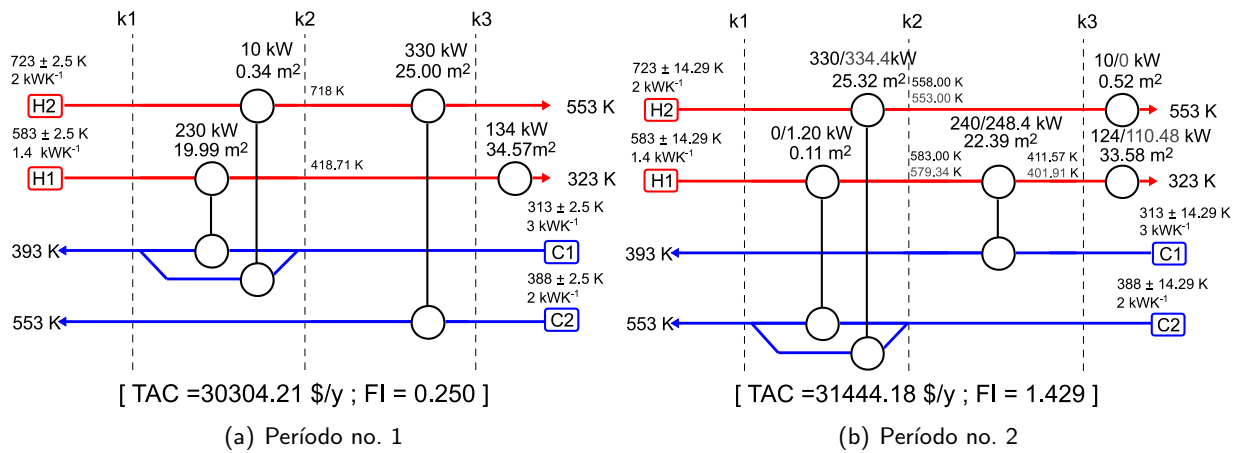 k1
k2
k3
723 ± 2.5 K
2 kWK⁻¹
10 kW
0.34 m²
330 kW
25.00 m²
718 K
H2
553 K
583 ± 2.5 K
1.4 kWK⁻¹
230 kW
19.99 m²
134 kW
34.57m²
418.71 K
H1
323 K
313 ± 2.5 K
3 kWK⁻¹
393 K
C1
388 ± 2.5 K
2 kWK⁻¹
553 K
C2
[ TAC =30304.21 $/y ; FI = 0.250 ]
(a) Período no. 1
k1
k2
k3
723 ± 14.29 K
2 kWK⁻¹
330/334.4kW
25.32 m²
10/0 kW
0.52 m²
558.00 K
553.00 K
H2
553 K
583 ± 14.29 K
1.4 kWK⁻¹
0/1.20 kW
0.11 m²
240/248.4 kW
22.39 m²
124/110.48 kW
33.58 m²
583.00 K
579.34 K
411.57 K
401.91 K
H1
323 K
313 ± 14.29 K
3 kWK⁻¹
393 K
C1
388 ± 14.29 K
2 kWK⁻¹
553 K
C2
[ TAC =31444.18 $/y ; FI = 1.429 ]
(b) Período no. 2